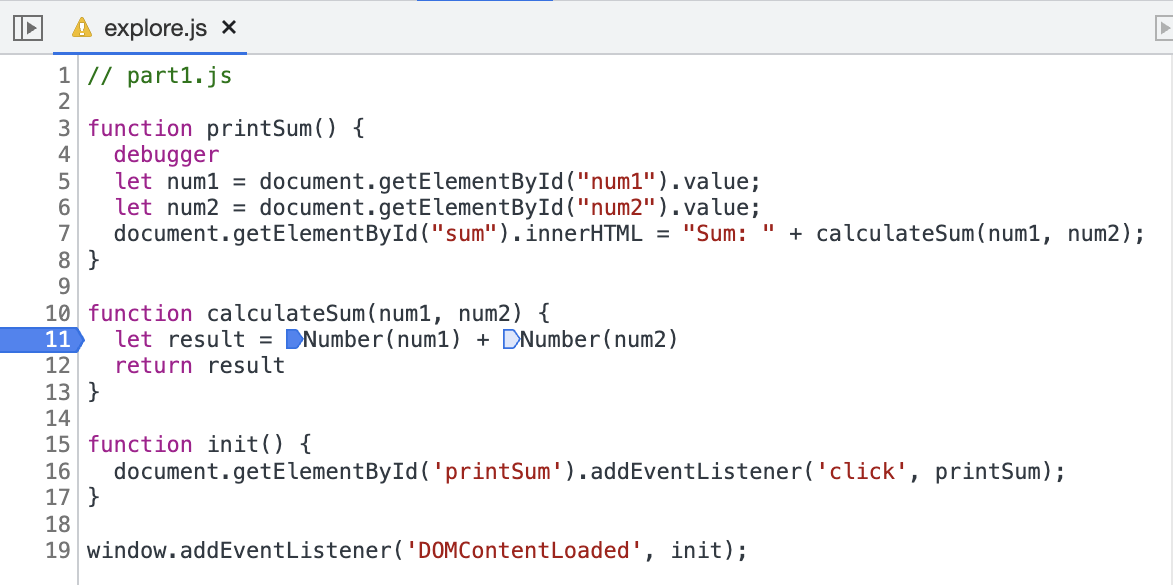 explore.js ×
1 // part1.js
2
3 function printSum() {
4   debugger
5   let num1 = document.getElementById("num1").value;
6   let num2 = document.getElementById("num2").value;
7   document.getElementById("sum").innerHTML = "Sum: " + calculateSum(num1, num2);
8 }
9
10 function calculateSum(num1, num2) {
11   let result = Number(num1) + Number(num2)
12   return result
13 }
14
15 function init() {
16   document.getElementById('printSum').addEventListener('click', printSum);
17 }
18
19 window.addEventListener('DOMContentLoaded', init);